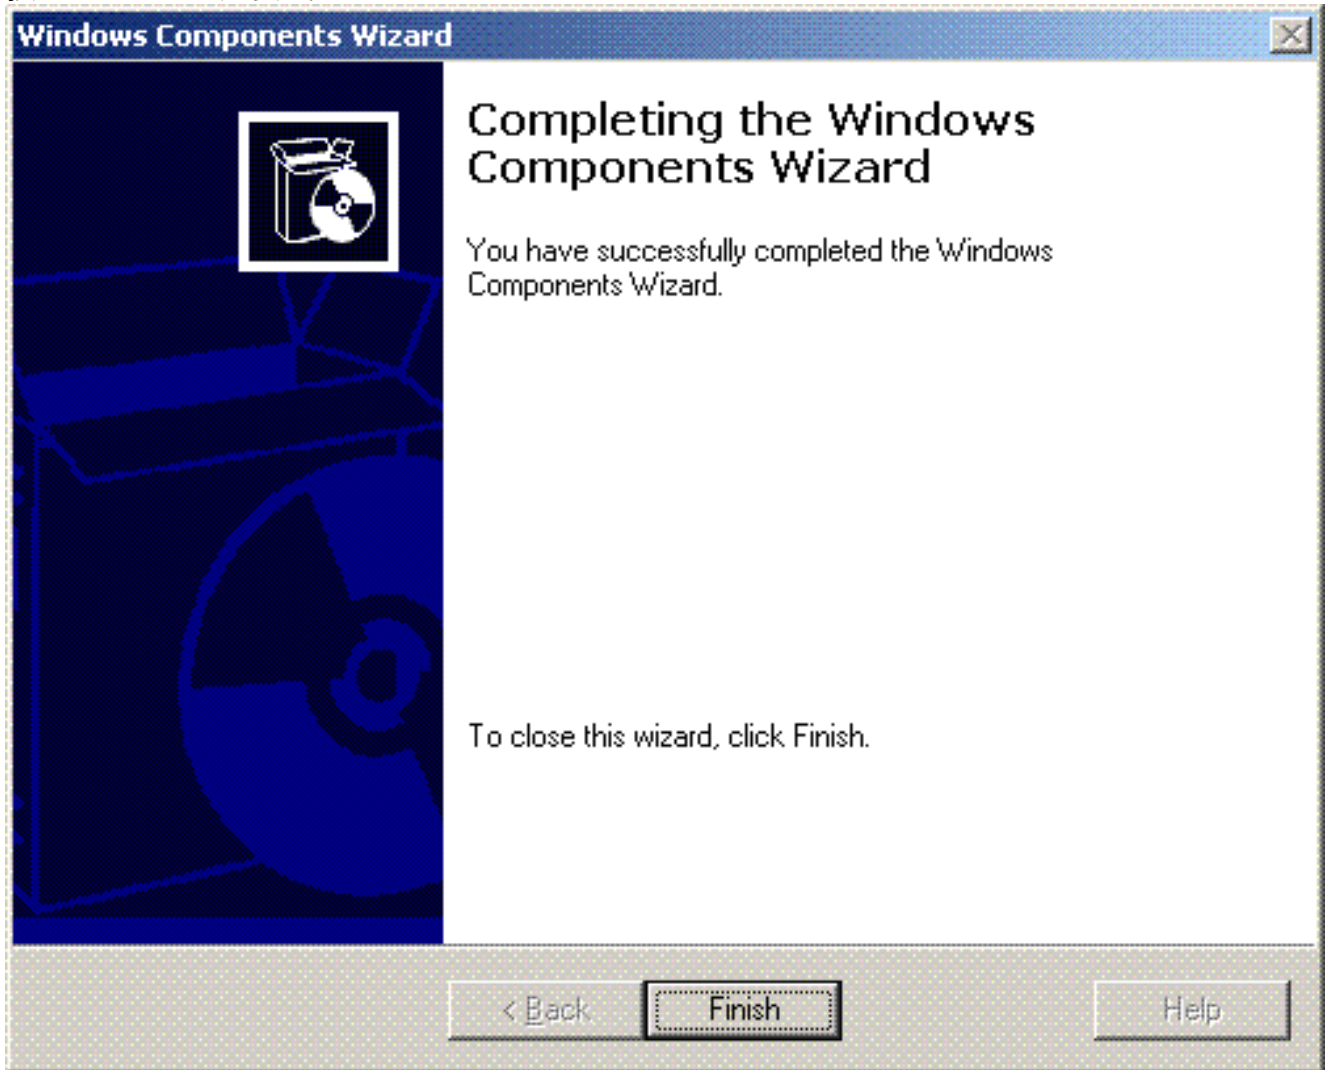 Windows Components Wizard
Completing the Windows
Components Wizard
You have successfully completed the Windows
Components Wizard.
To close this wizard, click Finish.
< Back
Finish
Help